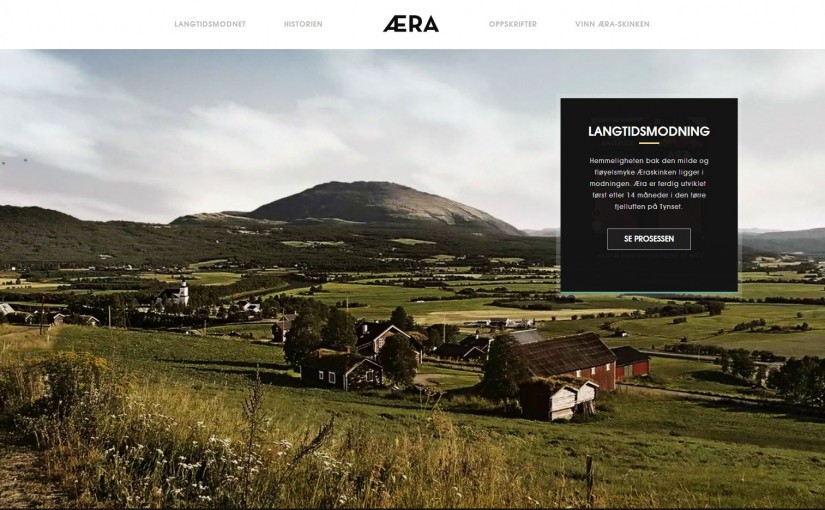 LANGTIDSMODNET
HISTORIEN
ÆRA
OPPSKRIFTER
VINN ÆRA-SKINKEN
LANGTIDSMODNING
Hemmeligheten bak den milde og
fløyelsmyke Æraskinken ligger i
modningen. Æra er ferdig utviklet
først etter 14 måneder i den tørre
fjelluften på Tynset.
SE PROSESSEN